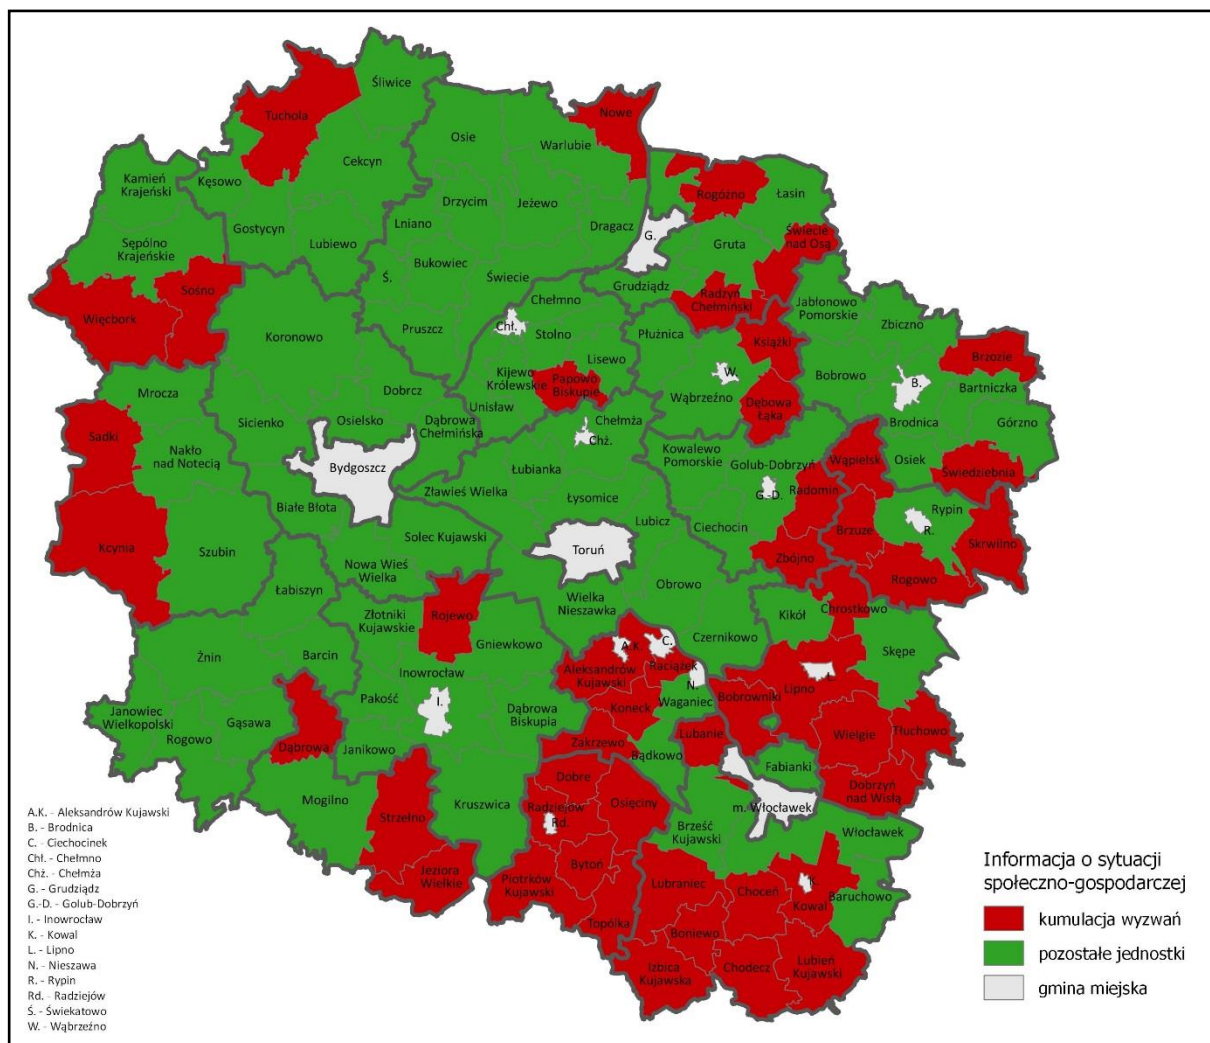 Śliwice
Tuchola
Nowe
Osie
Warlubie
Cekcyn
Kamień
Krajeński
Kęsowo
Rogóźno
Łasin
Drzycim
Jeżewo
Lniano
Dragacz
Gostycyn
Lubiewo
G.
Świecie
nad Osą
Gruta
Sępólno
Krajeńskie
Bukowiec
Ś.
Świecie
Grudziądz
Sośno
Radzyń
Chełmiński
Jabłonowo
Pomorskie
Chełmno
Więcbork
Pruszcz
Chł.
Stolno
Płużnica
Zbiczno
Koronowo
Książki
Lisewo
Brzozie
Kijewo
Królewskie
Papowo
Biskupie
W.
Bobrowo
B.
Bartniczka
Mrocza
Dobrcz
Wąbrzeźno
Dębowa
Łąka
Unisław
Osielsko
Sicienko
Dąbrowa
Chełmińska
Chełmża
Chż.
Brodnica
Górzno
Sadki
Nakło
nad Notecią
Kowalewo
Pomorskie
Wąpielsk
Osiek
Świedziebnia
Bydgoszcz
Łubianka
Golub-Dobrzyń
Zławieś Wielka
Łysomice
G.-D.
Radomin
Białe Błota
Rypin
Lubicz
Ciechocin
Brzuze
R.
Solec Kujawski
Kcynia
Szubin
Toruń
Skrwilno
Nowa Wieś
Wielka
Zbójno
Rogowo
Łabiszyn
Obrowo
Wielka
Nieszawka
Chrostkowo
Złotniki
Kujawskie
Rojewo
Kikół
Gniewkowo
Czernikowo
A.K.
C.
Skępe
Żnin
Barcin
Inowrocław
Aleksandrów
Kujawski
Raciążek
Ł.
N.
Lipno
Bobrowniki
Pakość
I.
Waganiec
Koneck
Janowiec
Wielkopolski
Gąsawa
Dąbrowa
Biskupia
Tłuchowo
Wielgie
Lubanie
Rogowo
Dąbrowa
Janikowo
Zakrzewo
Bądkowo
Fabianki
Dobre
Dobrzyń
nad Wisłą
Mogilno
Kruszwica
Radziejów
Rd.
Osięciny
m. Włocławek
Strzelno
Brześć
Kujawski
Włocławek
Bytoń
Jeziora
Wielkie
Piotrków
Kujawski
Lubraniec
Choceń
K.
Kowal
Baruchowo
Topólka
Boniewo
Izbica
Kujawska
Chodecz
Lubień
Kujawski
A.K. - Aleksandrów Kujawski
B. - Brodnica
C. - Ciechocinek
Chł. - Chełmno
Chż. - Chełmża
G. - Grudziądz
G.-D. - Golub-Dobrzyń
I. - Inowrocław
K. - Kowal
L. - Lipno
N. - Nieszawa
R. - Rypin
Rd. - Radziejów
Ś. - Świekatowo
W. - Wąbrzeźno
Informacja o sytuacji
społeczno-gospodarczej
kumulacja wyzwań
pozostałe jednostki
gmina miejska